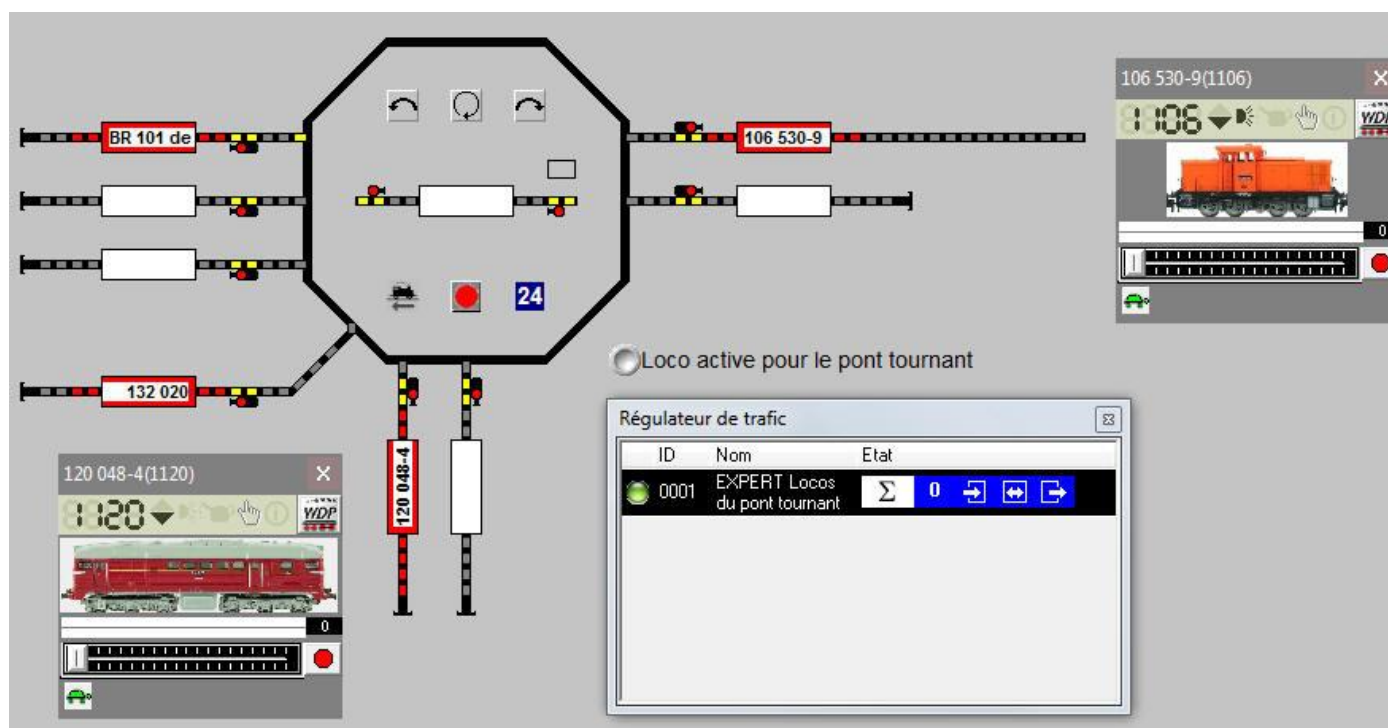 106 530-9(1106)
1106
WDP
BR 101 de
106 530-9
0
24
132 020
Loco active pour le pont tournant
Régulateur de trafic
ID Nom Etat
0001 EXPERT Locos
du pont tournant
Σ 0
120 048-4
120 048-4(1120)
1120
WDP
0